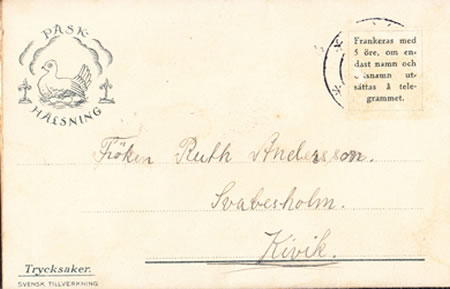 PÅSK-
HÄLSNING
Frankeras med
5 öre, om en-
dast namn och
ortsnamn ut-
sättas å tele-
grammet.
Fröken Ruth Andersson.
Svabesholm.
Kivik.
Trycksaker.
SVENSK TILLVERKNING